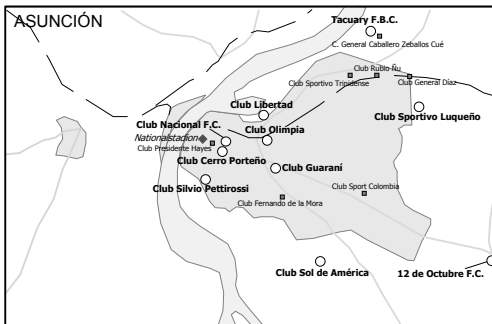 ASUNCIÓN
Tacuary F.B.C.
C. General Caballero Zeballos Cué
Club Rubio Ñu
Club Sportivo Trinidense
Club General Díaz
Club Libertad
Club Sportivo Luqueño
Club Nacional F.C.
Nationalstadion
Club Olimpia
Club Presidente Hayes
Club Cerro Porteño
Club Guaraní
Club Silvio Pettirossi
Club Sport Colombia
Club Fernando de la Mora
Club Sol de América
12 de Octubre F.C.